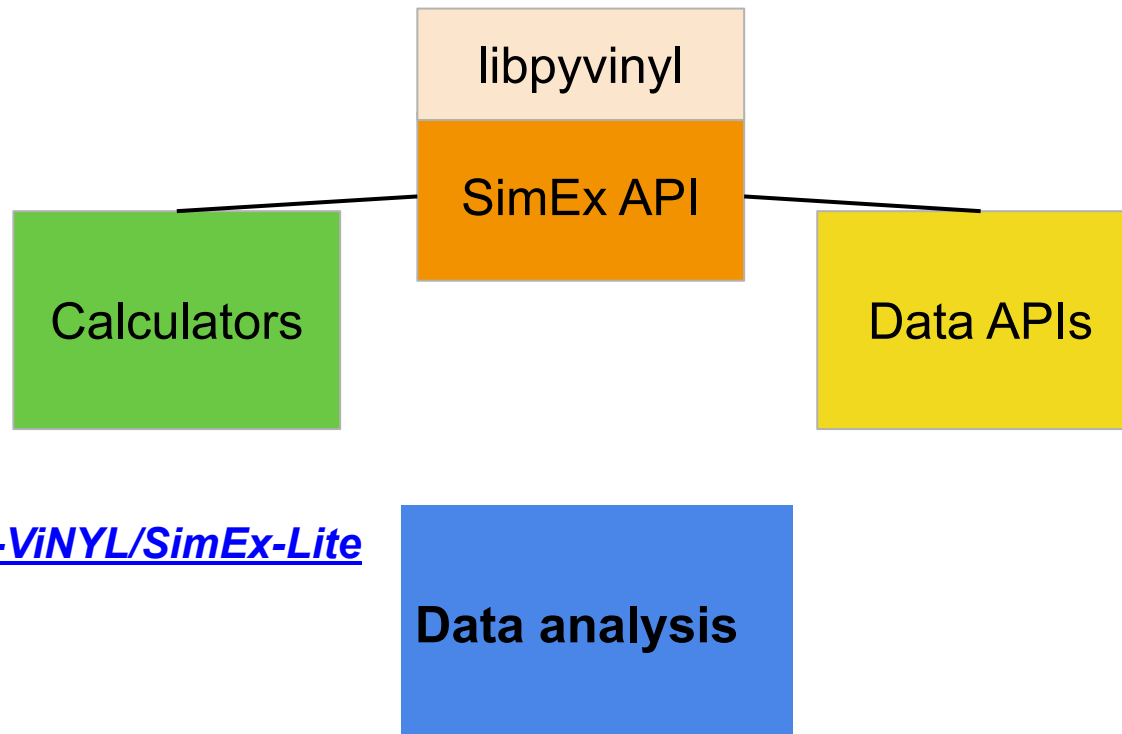 libpyvinyl
SimEx API
Calculators
Data APIs
-ViNYL/SimEx-Lite
Data analysis